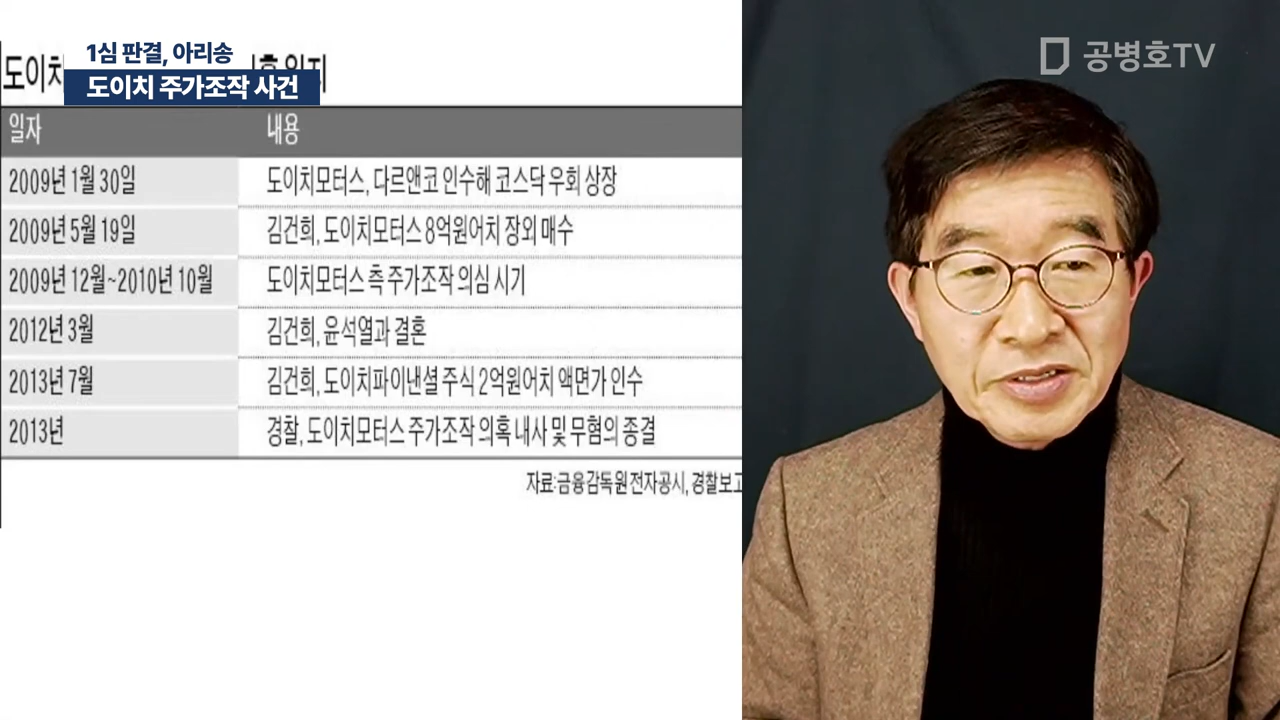 1심 판결, 아리송
도이치 주가조작 사건
도이치
공병호TV
일자 내용
2009년 1월 30일 도이치모터스, 다르앤코 인수해 코스닥 우회 상장
2009년 5월 19일 김건희, 도이치모터스 8억원어치 장외 매수
2009년 12월~2010년 10월 도이치모터스 측 주가조작 의심 시기
2012년 3월 김건희, 윤석열과 결혼
2013년 7월 김건희, 도이치파이낸셜 주식 2억원어치 액면가 인수
2013년 경찰, 도이치모터스 주가조작 의혹 내사 및 무혐의 종결
자료:금융감독원 전자공시, 경찰보고